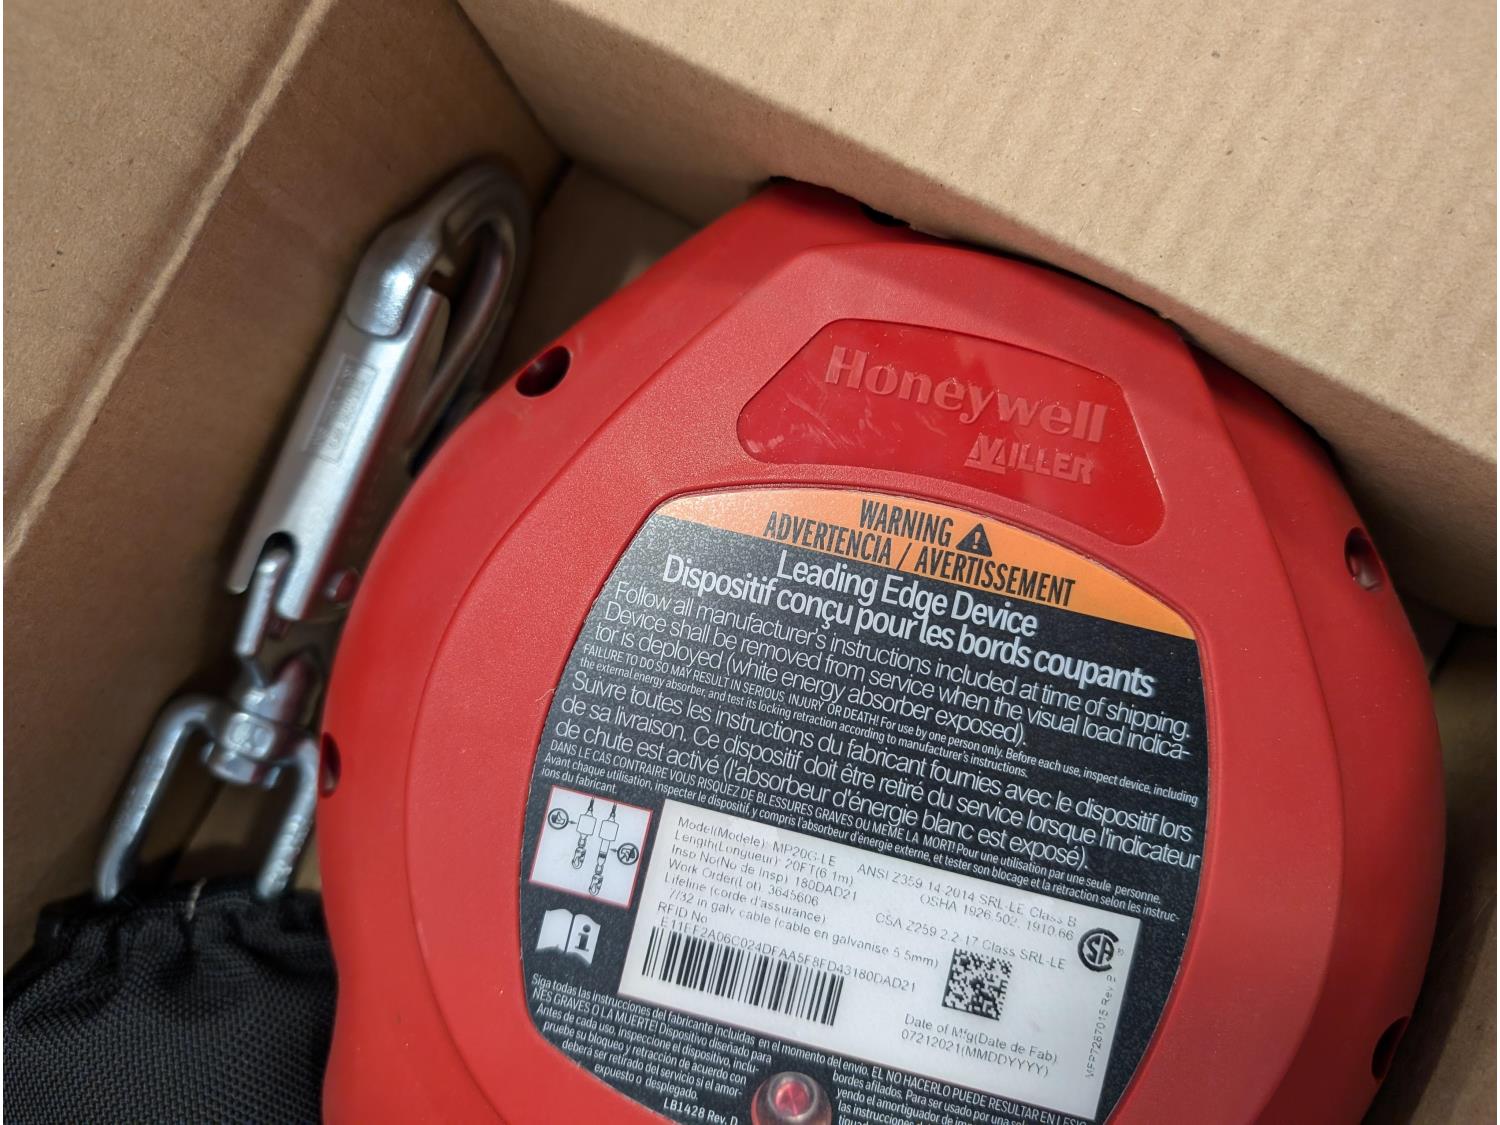 Honeywell
MILLER
WARNING
ADVERTENCIA / AVERTISSEMENT
Leading Edge Device
Dispositif conçu pour les bords coupants
Follow all manufacturer's instructions included at time of shipping.
Device shall be removed from service when the visual load indica-
tor is deployed (white energy absorber exposed).
FAILURE TO DO SO MAY RESULT IN SERIOUS INJURY OR DEATH! For use by one person only. Before each use, inspect device, including
the external energy absorber, and test its locking retraction according to manufacturer's instructions.
Suivre toutes les instructions du fabricant fournies avec le dispositif lors
de sa livraison. Ce dispositif doit être retiré du service lorsque l'indicateur
de chute est activé (l'absorbeur d'énergie blanc est exposé).
DANS LE CAS CONTRAIRE VOUS RISQUEZ DE BLESSURES GRAVES OU MEME LA MORT! Pour une utilisation par une seule personne.
Avant chaque utilisation, inspecter le dispositif, y compris l'absorbeur d'énergie externe, et tester son blocage et la rétraction selon les instruc-
tions du fabricant.
Model(Modele) MP20G-LE
Length(Longueur) 20FT(6.1m)
Insp No(No de Insp) 180DAD21
Work Order(Lot) 3645606
Lifeline (corde d'assurance)
7/32 in galv cable (cable en galvanise 5.5mm)
RFID No
E11FF2A06C024DFAA5F8FD43180DAD21
ANSI Z359.14 2014 SRL-LE Class B
OSHA 1926.502, 1910.66
CSA Z259 2.2-17 Class SRL-LE
Date of Mfg(Date de Fab)
07212021(MMDDYYYY)
MFP7267015 Rev P
Siga todas las instrucciones del fabricante incluidas en el momento del envio. EL NO HACERLO PUEDE RESULTAR EN
NES GRAVES O LA MUERTE! Dispositivo diseñado para
Antes de cada uso, inspeccione el dispositivo, inclu-
pruebe su bloqueo y retracción de acuerdo con
deberá ser retirado del servicio si el amor-
expuesto o desplegado.
bordes afilados. Para ser usado por una
yendo el amortiguador de
las instrucciones
LB1428 Rev. D